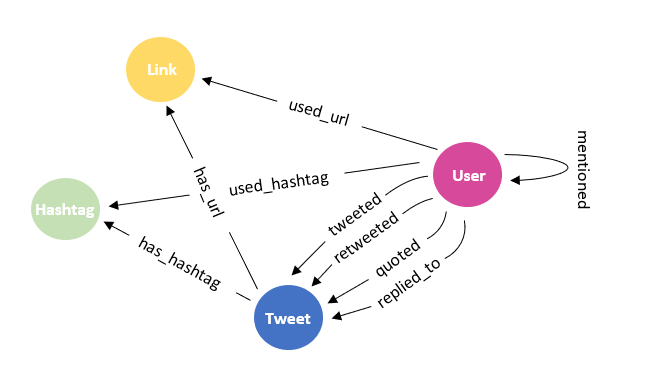 Link
used_url
mentioned
has_url
used_hashtag
User
Hashtag
tweeted
retweeted
has_hashtag
quoted
replied_to
Tweet